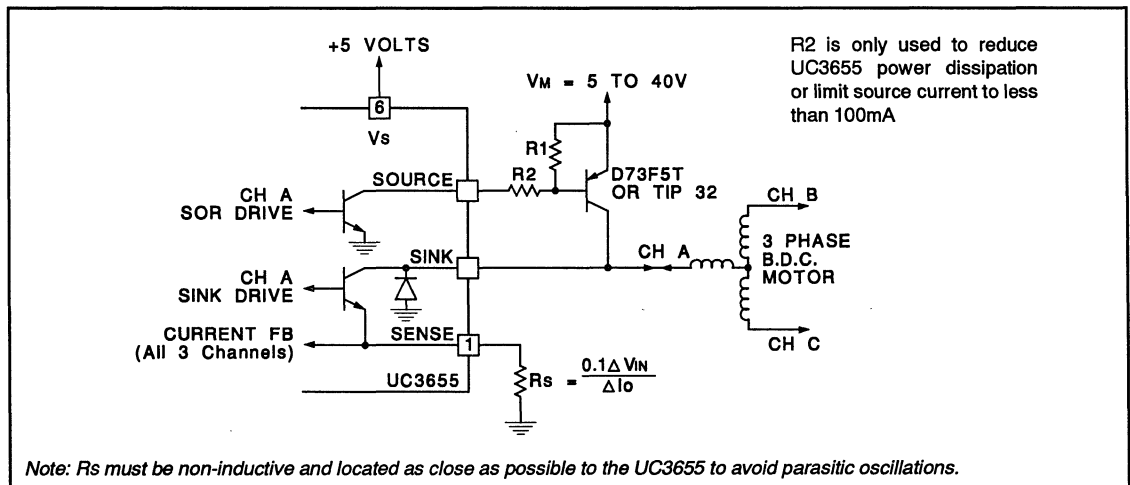 +5 VOLTS
6
Vs
VM = 5 TO 40V
R2 is only used to reduce
UC3655 power dissipation
or limit source current to less
than 100mA
R1
R2
D73F5T
OR TIP 32
SOURCE
CH A
SOR DRIVE
CH B
CH A
3 PHASE
B.D.C.
MOTOR
SINK
CH A
SINK DRIVE
CURRENT FB
(All 3 Channels)
SENSE
1
CH C
UC3655
Rs = 0.1Δ VIN
ΔIo
Note: Rs must be non-inductive and located as close as possible to the UC3655 to avoid parasitic oscillations.